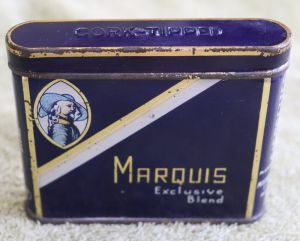 CORK-TIPPED
MARQUIS
Exclusive
Blend